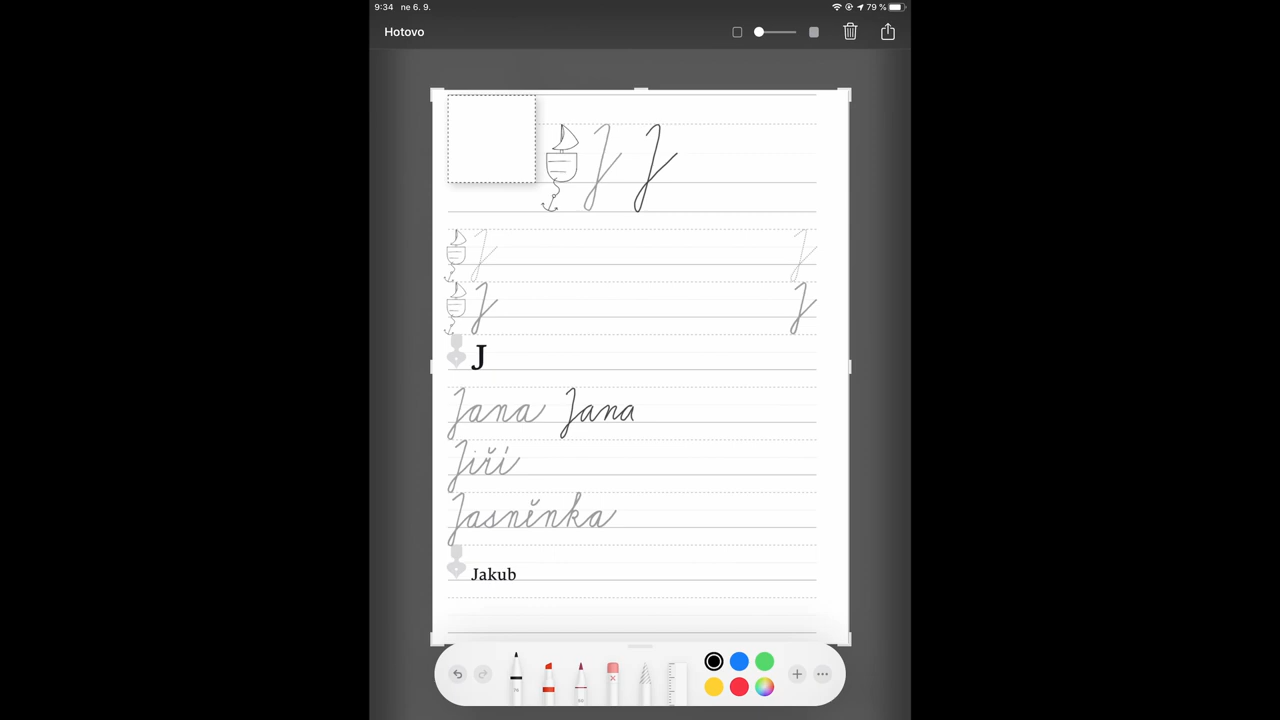 9:34 ne 6. 9. 79 %
Hotovo
J J
J J
J J
J
Jana Jana
Jiří
Jasněnka
Jakub